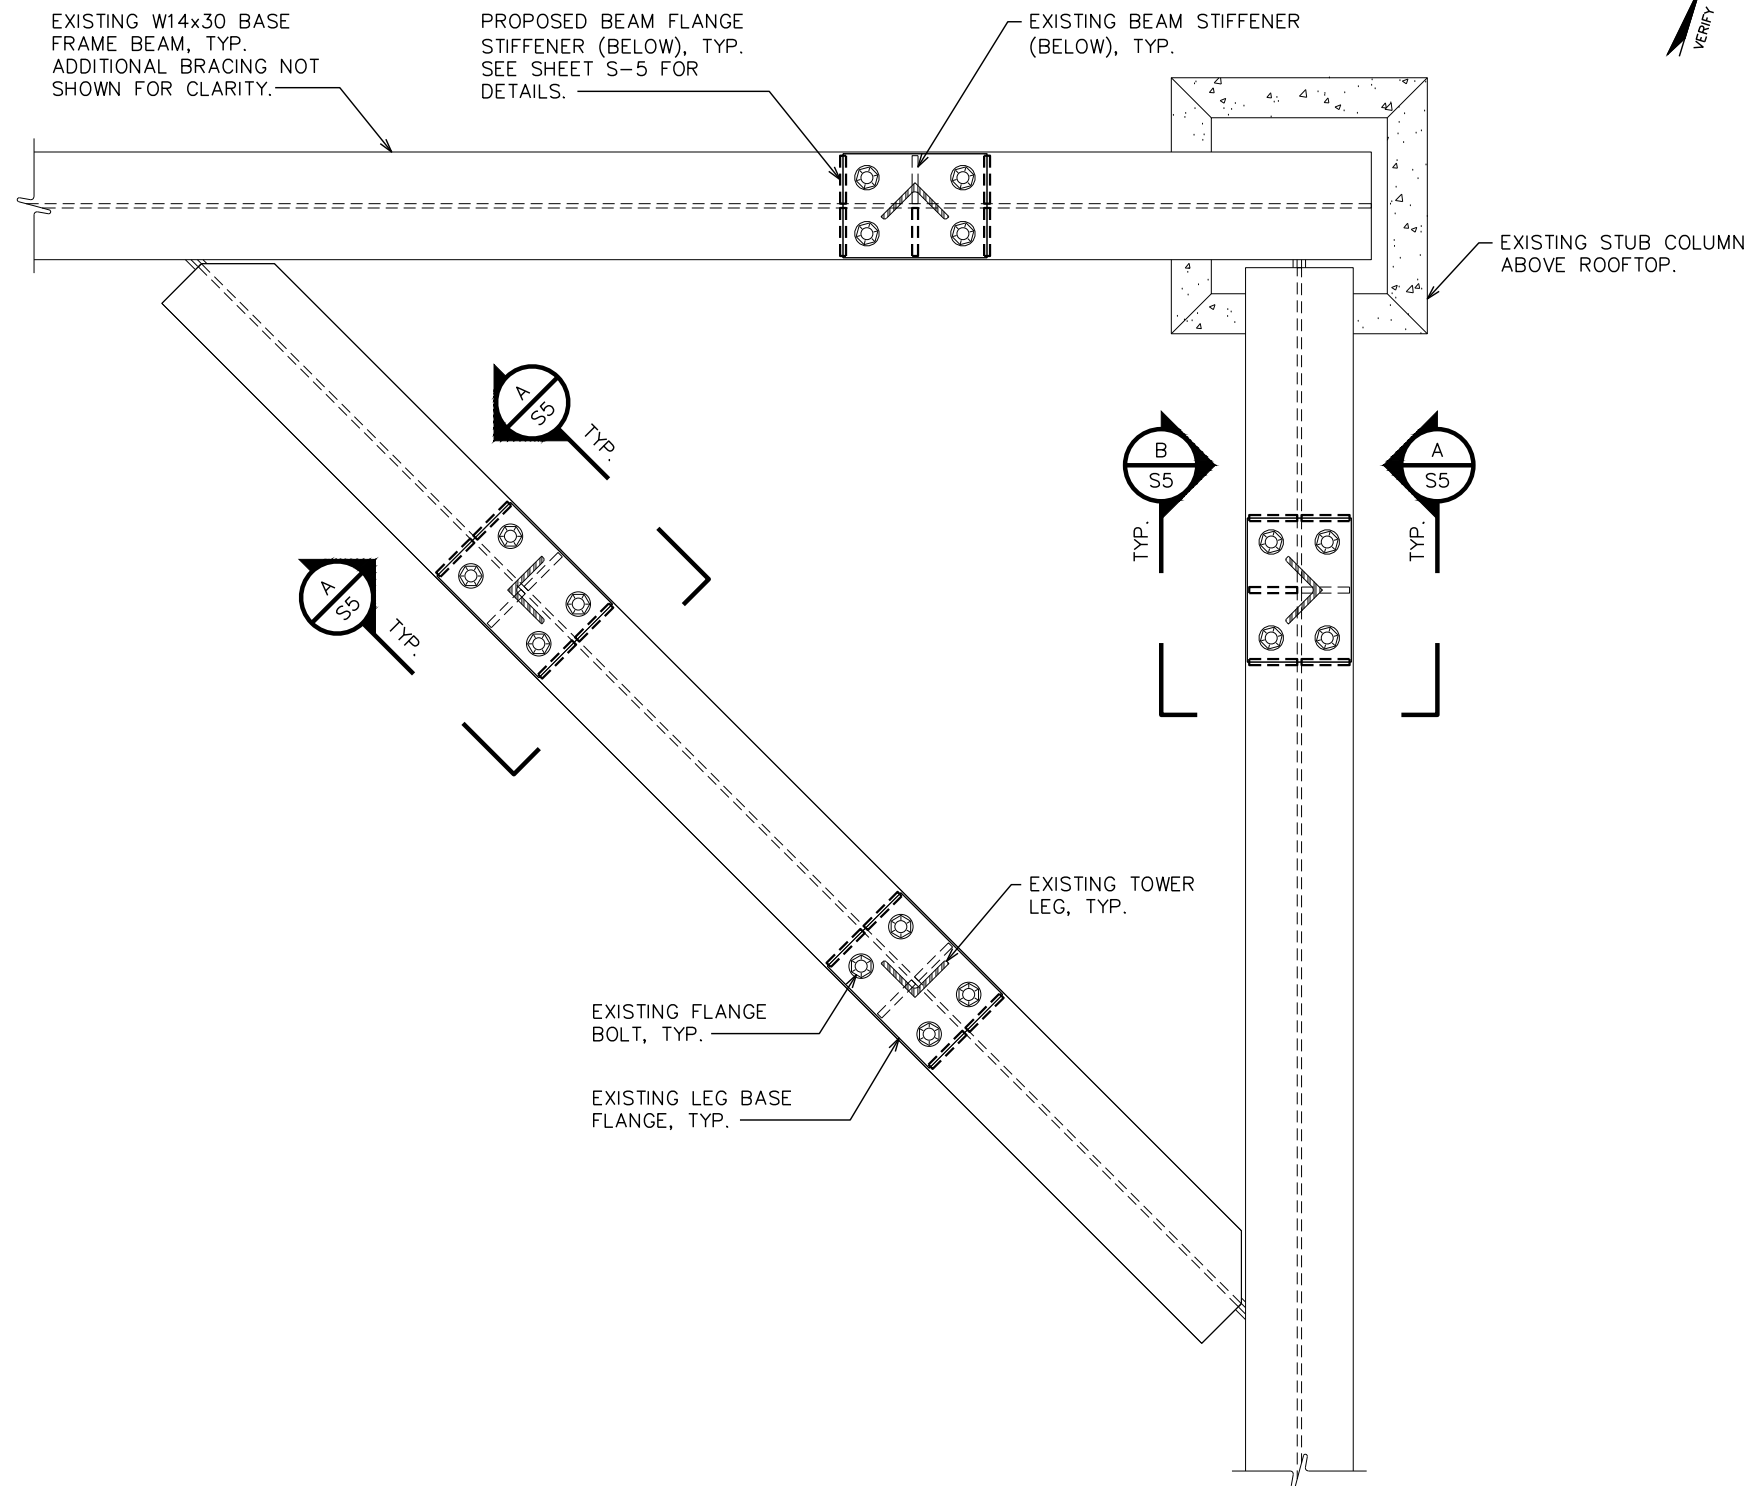 EXISTING W14x30 BASE
FRAME BEAM, TYP.
ADDITIONAL BRACING NOT
SHOWN FOR CLARITY.
PROPOSED BEAM FLANGE
STIFFENER (BELOW), TYP.
SEE SHEET S-5 FOR
DETAILS.
EXISTING BEAM STIFFENER
(BELOW), TYP.
VERIFY
EXISTING STUB COLUMN
ABOVE ROOFTOP.
A
S5
TYP.
B
S5
TYP.
A
S5
TYP.
A
S5
TYP.
EXISTING TOWER
LEG, TYP.
EXISTING FLANGE
BOLT, TYP.
EXISTING LEG BASE
FLANGE, TYP.